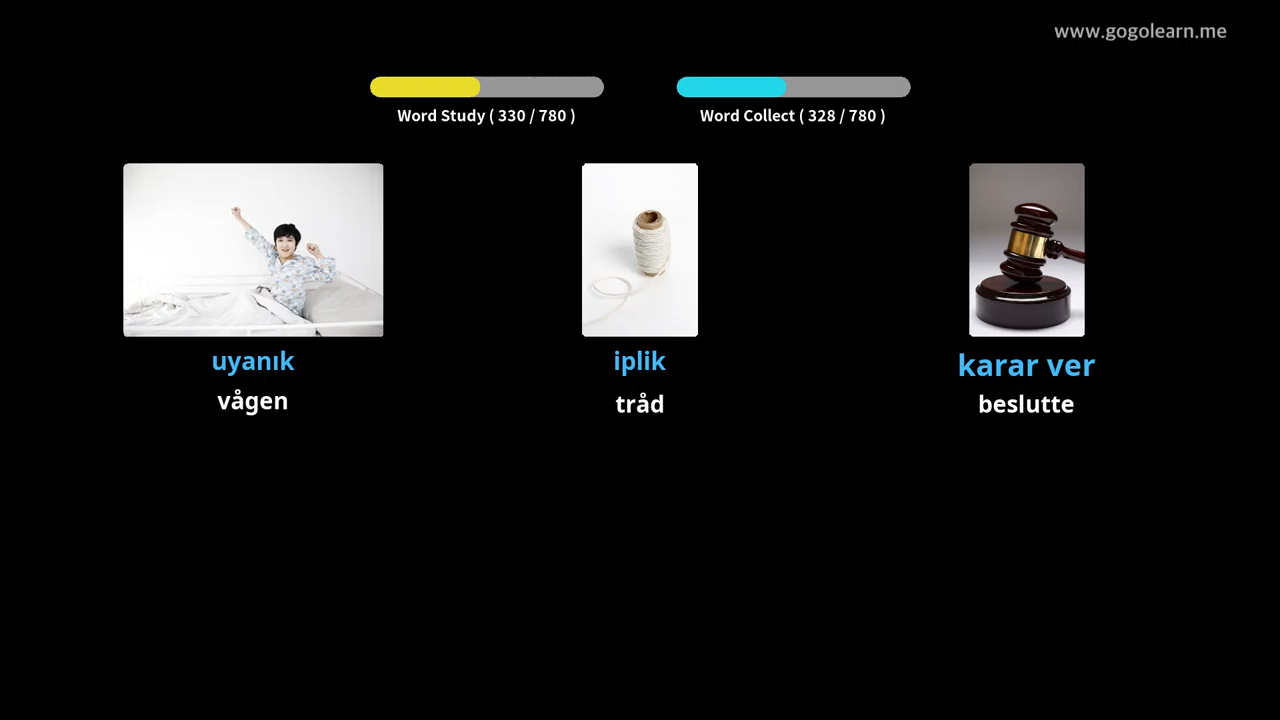 www.gogolearn.me
Word Study ( 330 / 780 )
Word Collect ( 328 / 780 )
uyanık
vågen
iplik
tråd
karar ver
beslutte